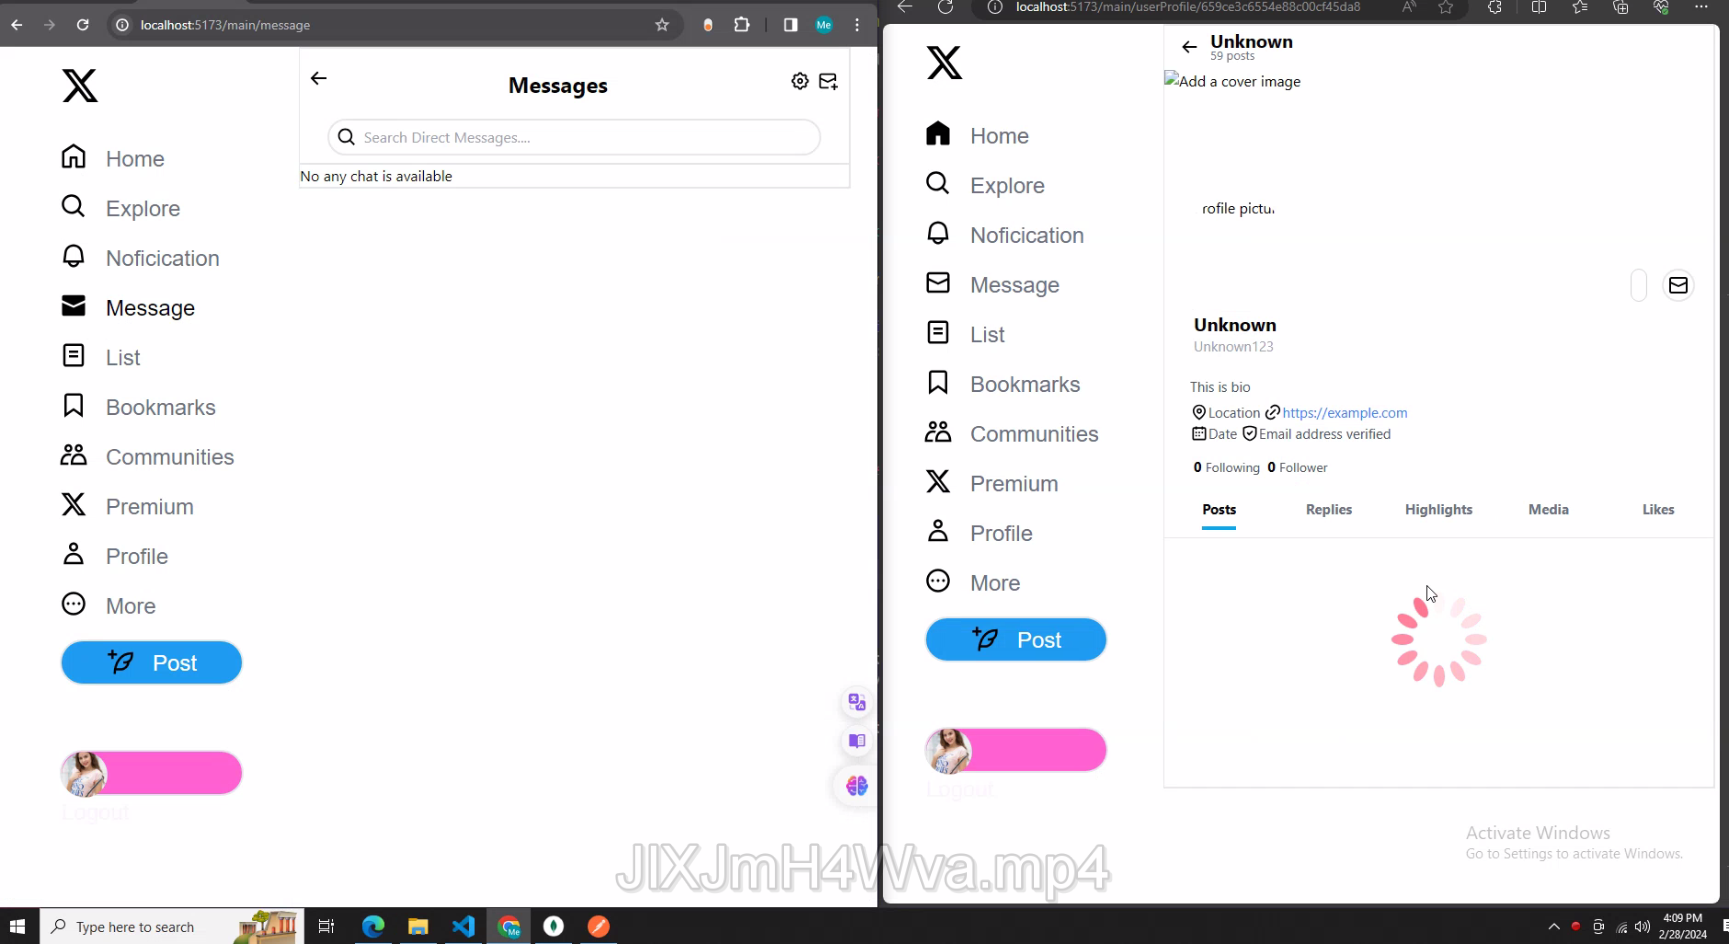 localhost:5173/main/message
Me
Messages
Search Direct Messages....
No any chat is available
Home
Explore
Noficication
Message
List
Bookmarks
Communities
Premium
Profile
More
Post
Logout
localhost:5173/main/userProfile/659ce3c6554e88c00cf45da8
Unknown
59 posts
Add a cover image
rofile pictu
Home
Explore
Noficication
Message
List
Bookmarks
Communities
Premium
Profile
More
Post
Logout
Unknown
Unknown123
This is bio
Location https://example.com
Date Email address verified
0 Following 0 Follower
Posts Replies Highlights Media Likes
Activate Windows
Go to Settings to activate Windows.
JIXJmH4Wva.mp4
Type here to search
Me
4:09 PM
2/28/2024